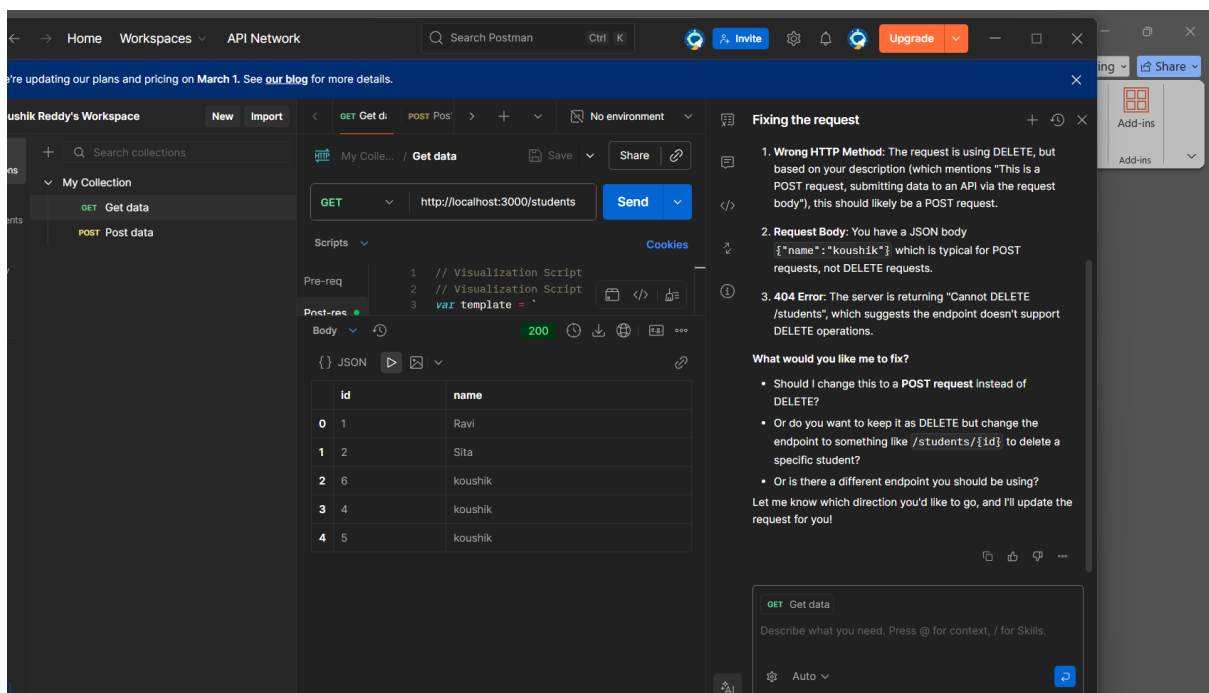 Home Workspaces API Network
Search Postman Ctrl K
Invite
Upgrade
ing Share
're updating our plans and pricing on March 1. See our blog for more details.
Add-ins
Add-ins
ushik Reddy's Workspace New Import
GET Get d
POST Pos
No environment
Search collections
My Collection
GET Get data
POST Post data
ns
ents
HTTP My Colle... / Get data Save Share
GET http://localhost:3000/students Send
Scripts Cookies
Pre-req
Post-res
1 // Visualization Script
2 // Visualization Script
3 var template = `
Body 200 e.g.
{} JSON
id name
0 1 Ravi
1 2 Sita
2 6 koushik
3 4 koushik
4 5 koushik
Fixing the request
1. Wrong HTTP Method: The request is using DELETE, but
based on your description (which mentions "This is a
POST request, submitting data to an API via the request
body"), this should likely be a POST request.
2. Request Body: You have a JSON body
{"name":"koushik"} which is typical for POST
requests, not DELETE requests.
3. 404 Error: The server is returning "Cannot DELETE
/students", which suggests the endpoint doesn't support
DELETE operations.
What would you like me to fix?
• Should I change this to a POST request instead of
DELETE?
• Or do you want to keep it as DELETE but change the
endpoint to something like /students/{id} to delete a
specific student?
• Or is there a different endpoint you should be using?
Let me know which direction you'd like to go, and I'll update the
request for you!
GET Get data
Describe what you need. Press @ for context, / for Skills.
Auto
AI